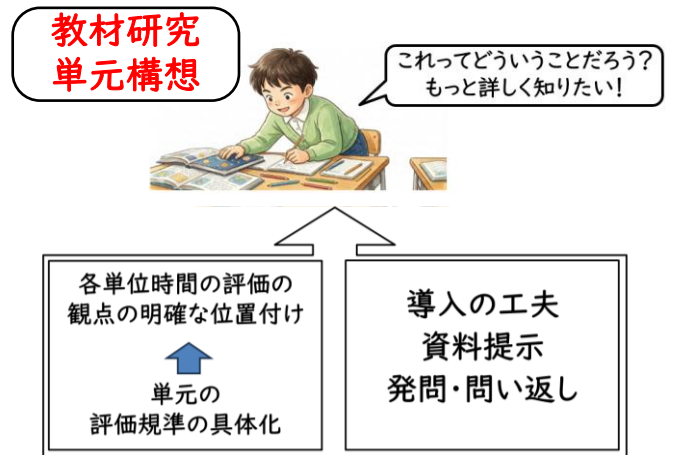 教材研究
単元構想
これってどういうことだろう？
もっと詳しく知りたい！
各単位時間の評価の
観点の明確な位置付け
単元の
評価規準の具体化
導入の工夫
資料提示
発問・問い返し